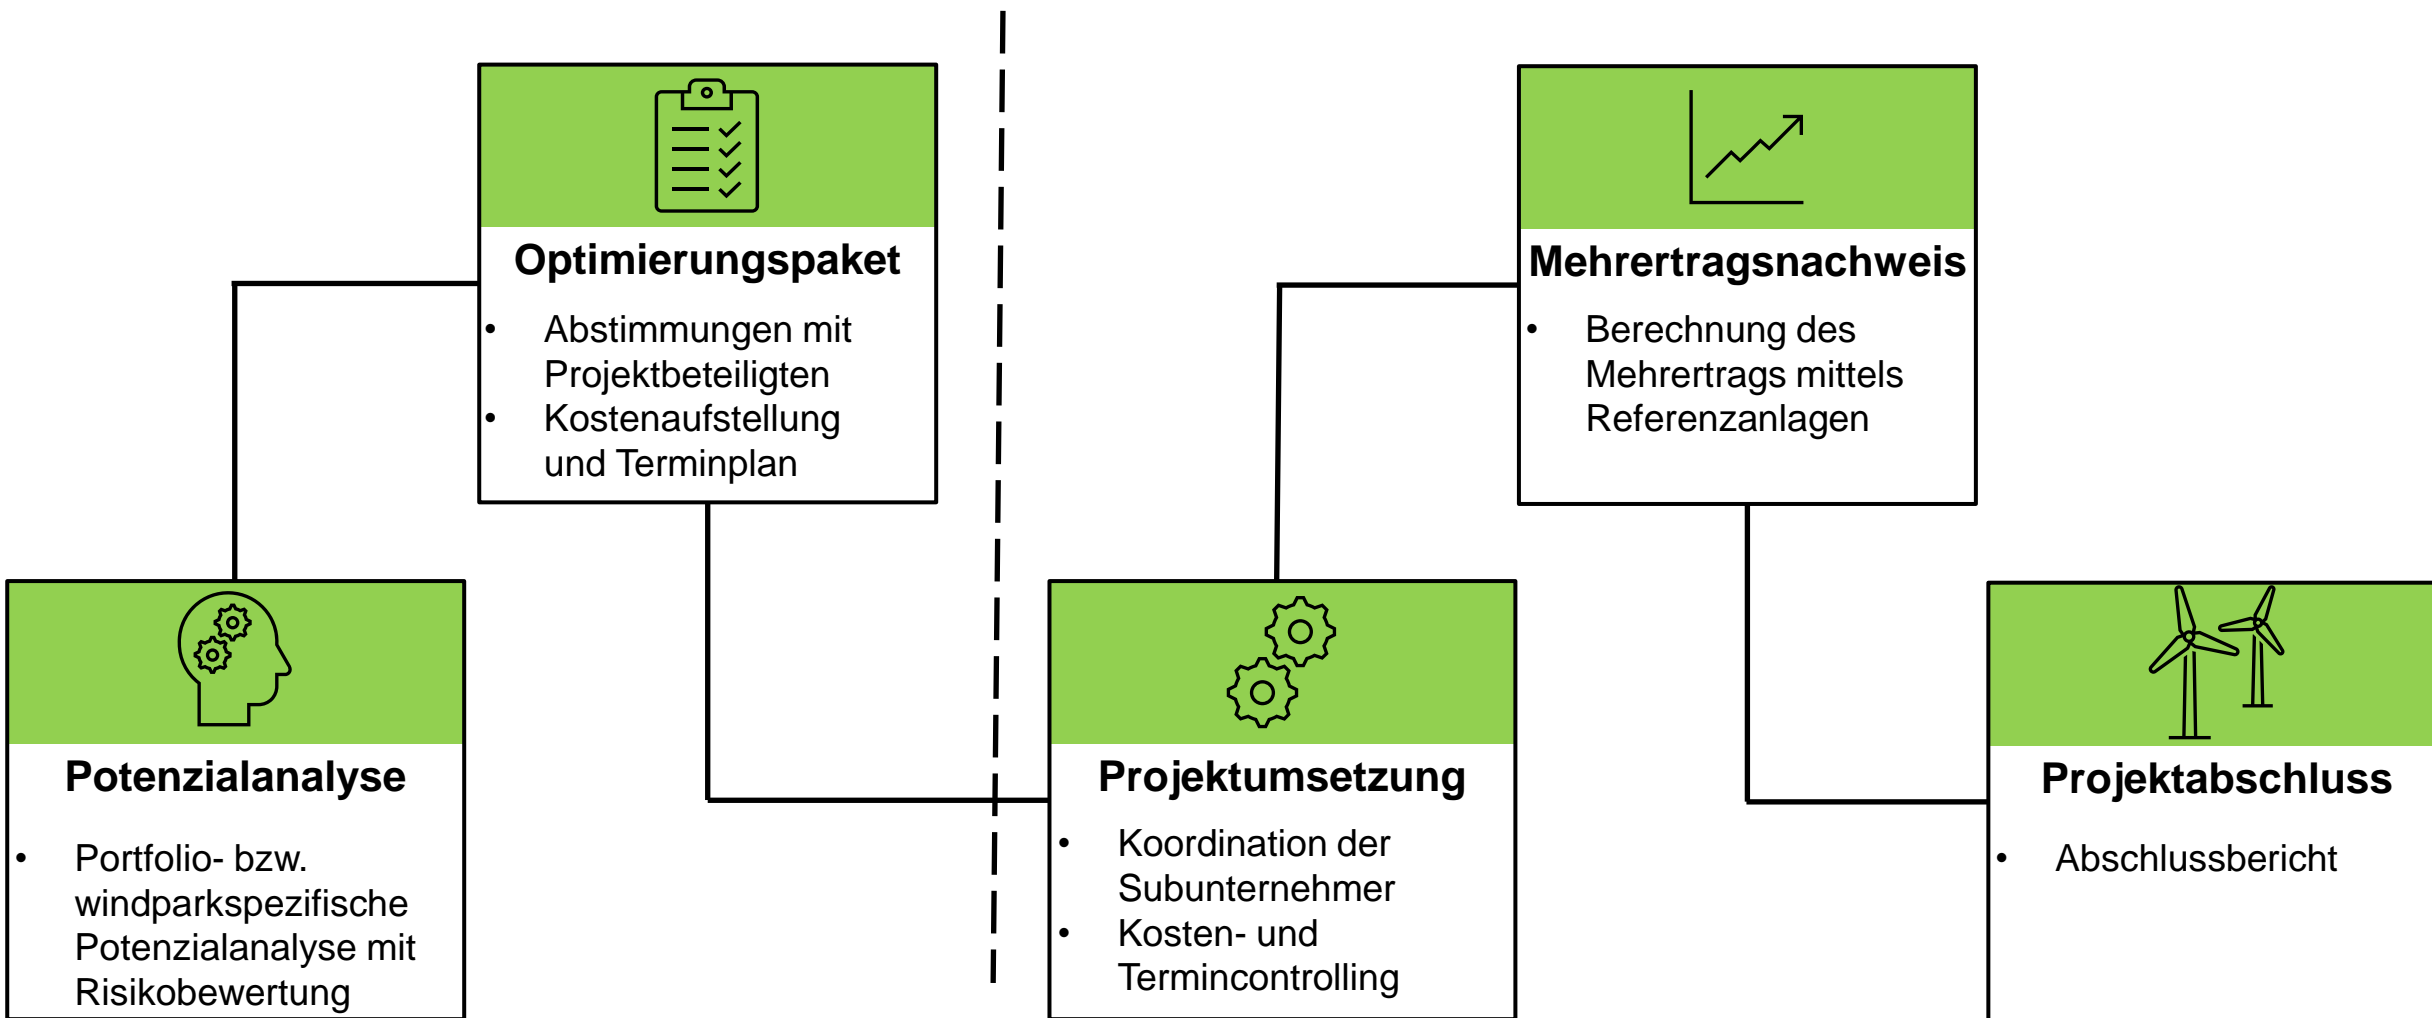 Optimierungspaket
• Abstimmungen mit
Projektbeteiligten
• Kostenaufstellung
und Terminplan
Mehrertragsnachweis
• Berechnung des
Mehrertrags mittels
Referenzanlagen
Potenzialanalyse
• Portfolio- bzw.
windparkspezifische
Potenzialanalyse mit
Risikobewertung
Projektumsetzung
• Koordination der
Subunternehmer
• Kosten- und
Termincontrolling
Projektabschluss
• Abschlussbericht